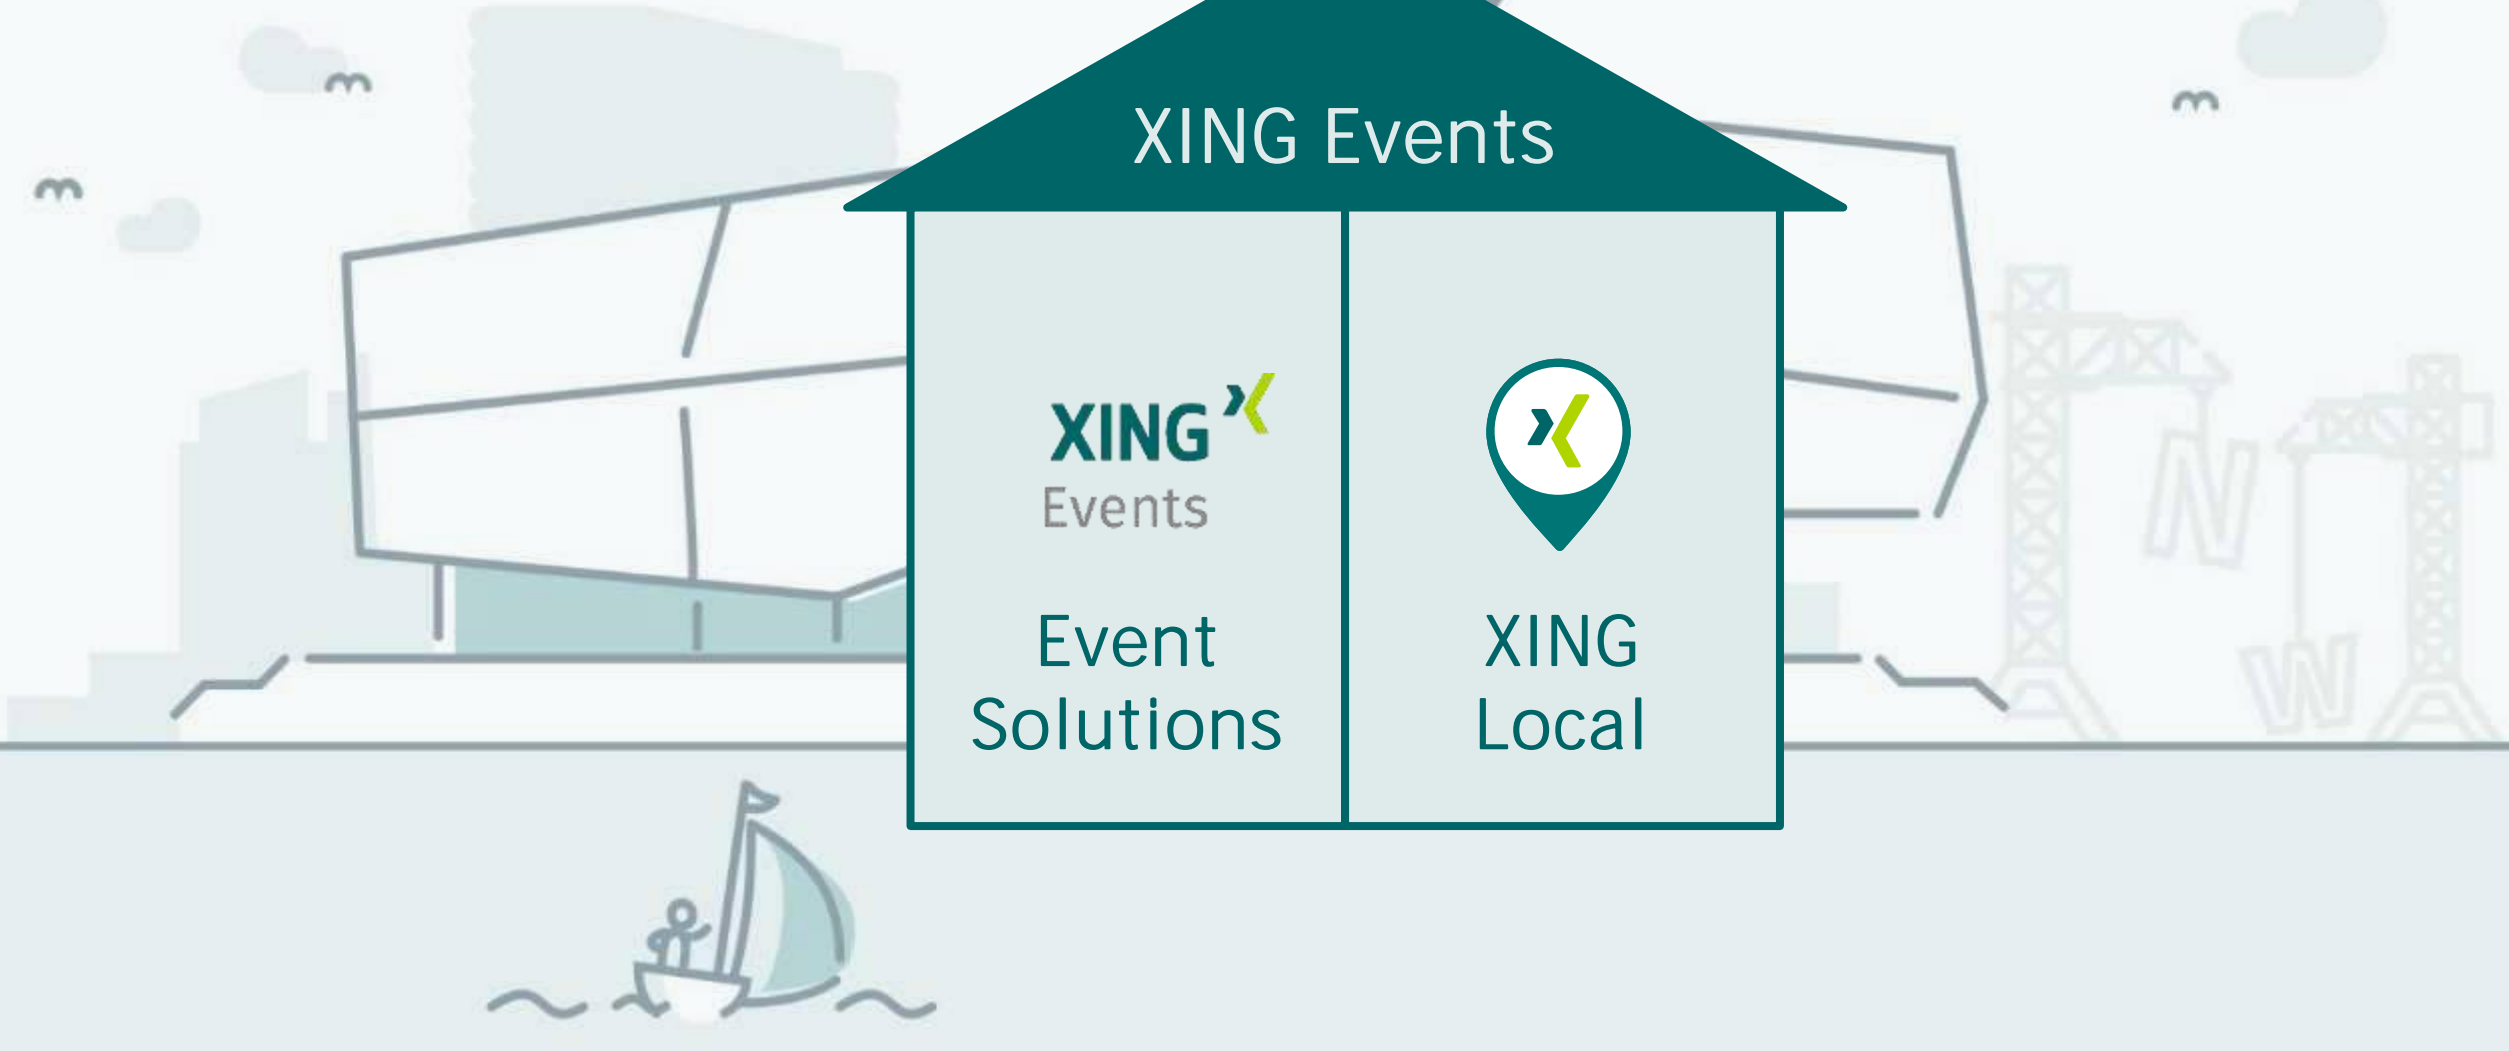 XING Events
XING
Events
Event
Solutions
XING
Local
N
W